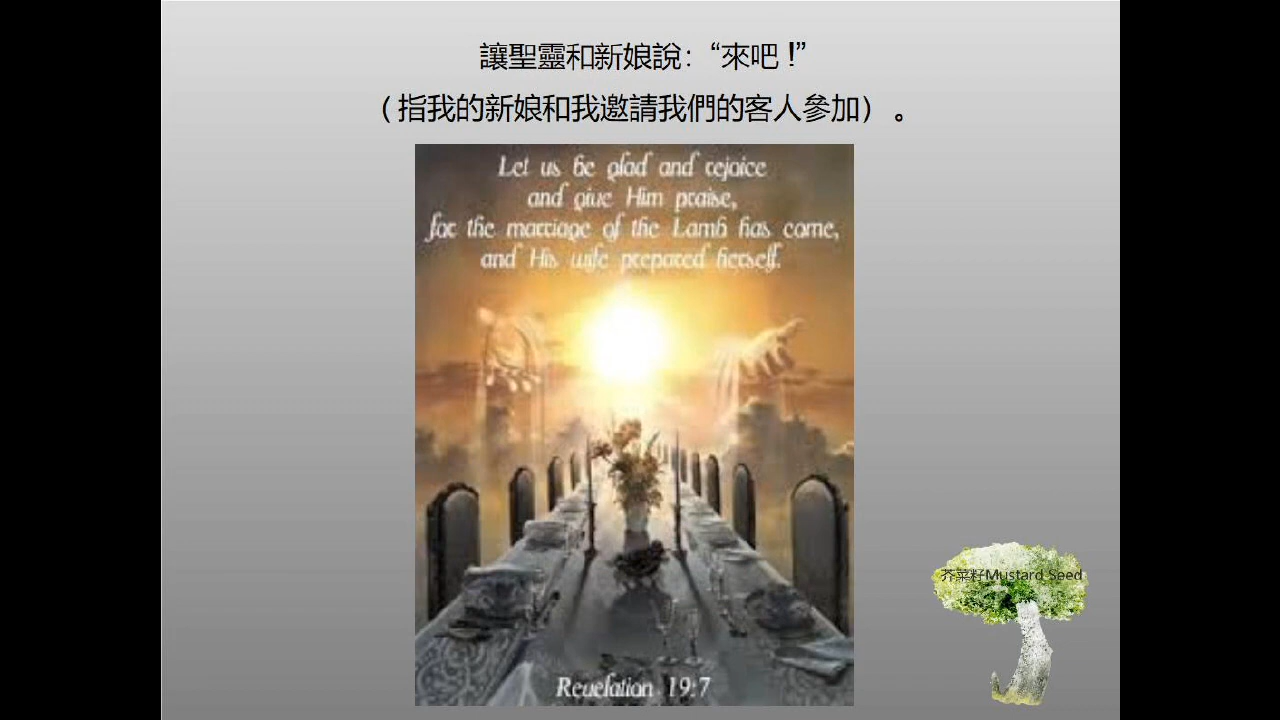 讓聖靈和新娘說：“來吧！”
（指我的新娘和我邀請我們的客人參加）。
Let us be glad and rejoice
and give Him praise,
for the marriage of the Lamb has come,
and His wife prepared herself.
Revelation 19:7
芥菜籽Mustard Seed